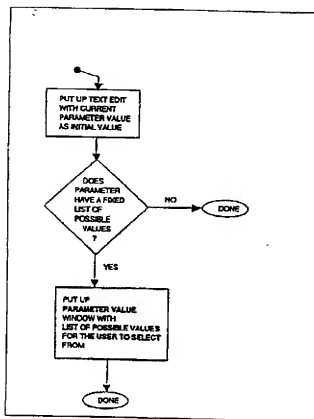 PUT UP TEXT EDIT
WITH CURRENT
PARAMETER VALUE
AS INITIAL VALUE
DOES
PARAMETER
HAVE A FIXED
LIST OF
POSSIBLE
VALUES
?
NO
DONE
YES
PUT UP
PARAMETER VALUE
WINDOW WITH
LIST OF POSSIBLE VALUES
FOR THE USER TO SELECT
FROM
DONE